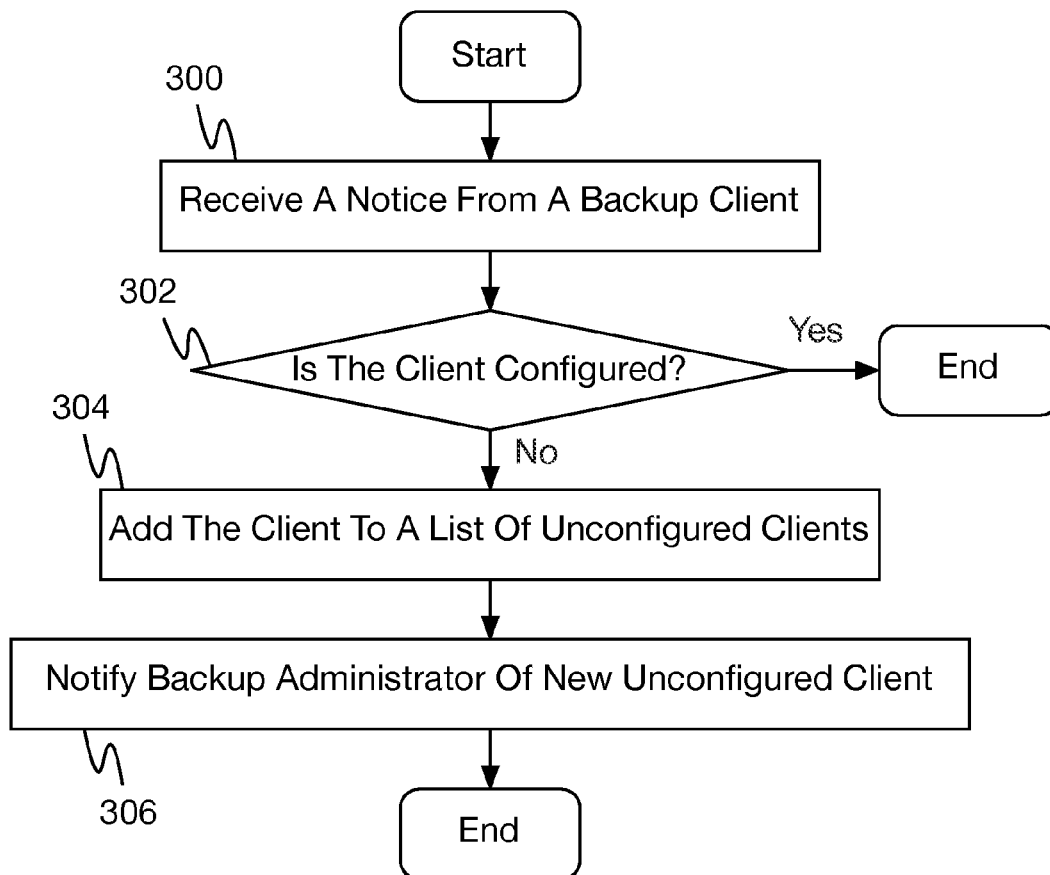 Start
300
Receive A Notice From A Backup Client
302
Is The Client Configured?
Yes
End
304
No
Add The Client To A List Of Unconfigured Clients
Notify Backup Administrator Of New Unconfigured Client
306
End